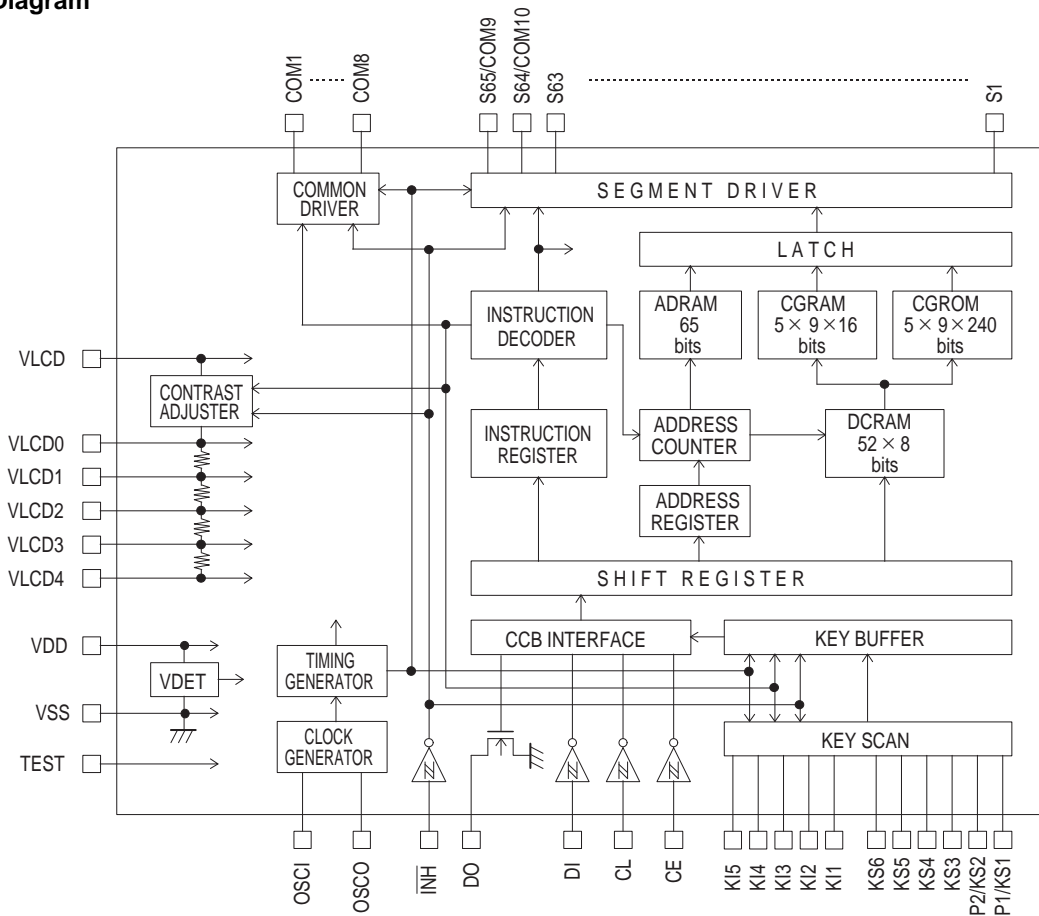 Diagram
COM1
COM8
S65/COM9
S64/COM10
S63
S1
COMMON
DRIVER
SEGMENT DRIVER
LATCH
INSTRUCTION
DECODER
ADRAM
65
bits
CGRAM
5 × 9 × 16
bits
CGROM
5 × 9 × 240
bits
VLCD
CONTRAST
ADJUSTER
VLCD0
VLCD1
VLCD2
VLCD3
VLCD4
INSTRUCTION
REGISTER
ADDRESS
COUNTER
DCRAM
52 × 8
bits
ADDRESS
REGISTER
SHIFT REGISTER
VDD
VDET
VSS
TEST
TIMING
GENERATOR
CCB INTERFACE
KEY BUFFER
CLOCK
GENERATOR
KEY SCAN
OSCI
OSCO
INH
DO
DI
CL
CE
KI5
KI4
KI3
KI2
KI1
KS6
KS5
KS4
KS3
P2/KS2
P1/KS1